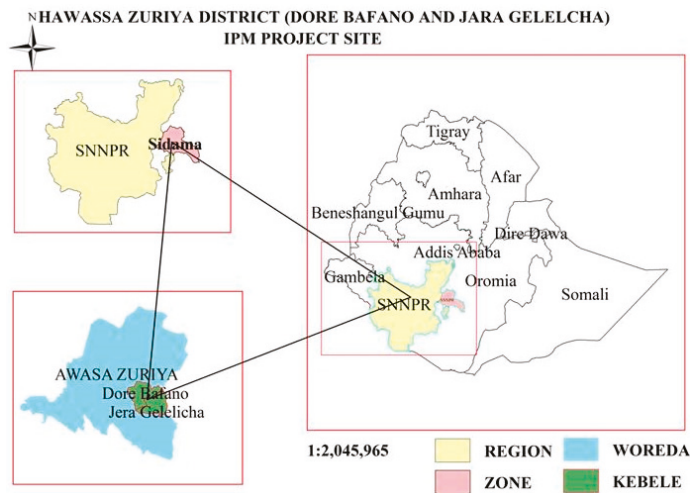 N
HAWASSA ZURIYA DISTRICT (DORE BAFANO AND JARA GELELCHA)
IPM PROJECT SITE
SNNPR
Sidama
Tigray
Afar
Amhara
Beneshangul Gumu
Dire Dawa
Addis Ababa
Gambela
Oromia
Somali
SNNPR
AWASA ZURIYA
Dore Bafano
Jera Gelelicha
1:2,045,965
REGION
WOREDA
ZONE
KEBELE